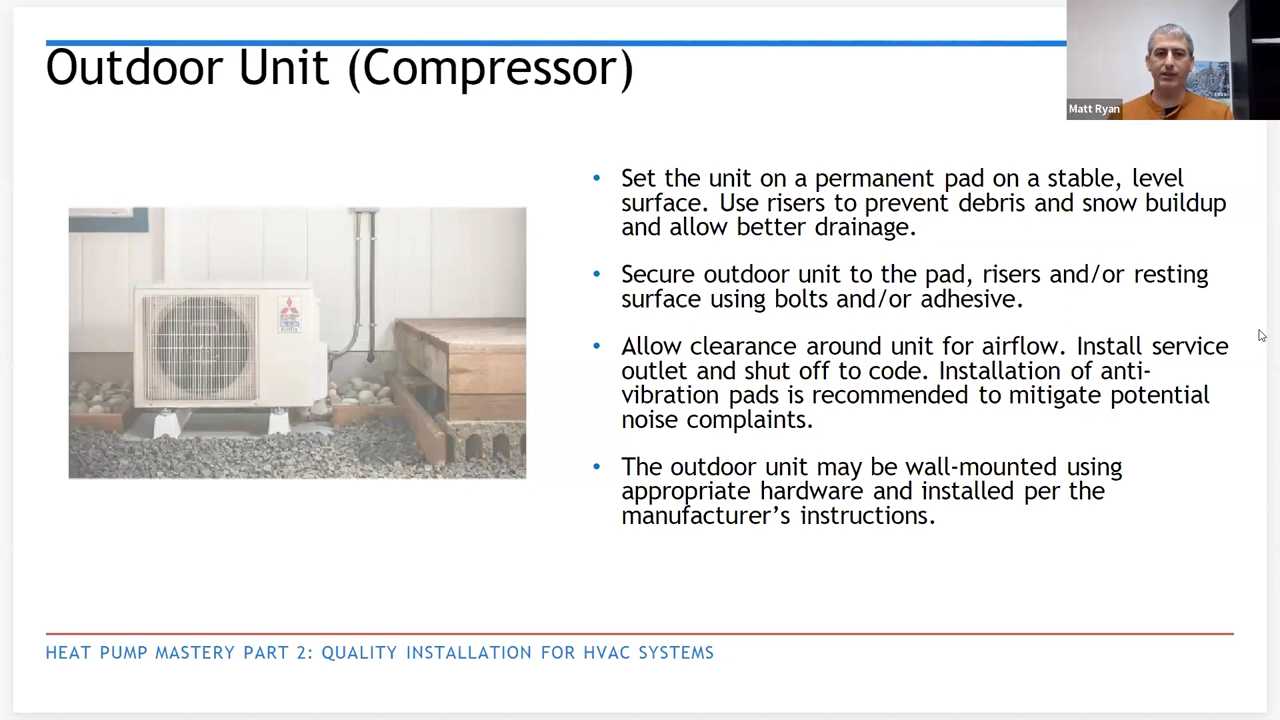 Outdoor Unit (Compressor)
Matt Ryan
• Set the unit on a permanent pad on a stable, level
surface. Use risers to prevent debris and snow buildup
and allow better drainage.
• Secure outdoor unit to the pad, risers and/or resting
surface using bolts and/or adhesive.
• Allow clearance around unit for airflow. Install service
outlet and shut off to code. Installation of anti-
vibration pads is recommended to mitigate potential
noise complaints.
• The outdoor unit may be wall-mounted using
appropriate hardware and installed per the
manufacturer’s instructions.
HEAT PUMP MASTERY PART 2: QUALITY INSTALLATION FOR HVAC SYSTEMS